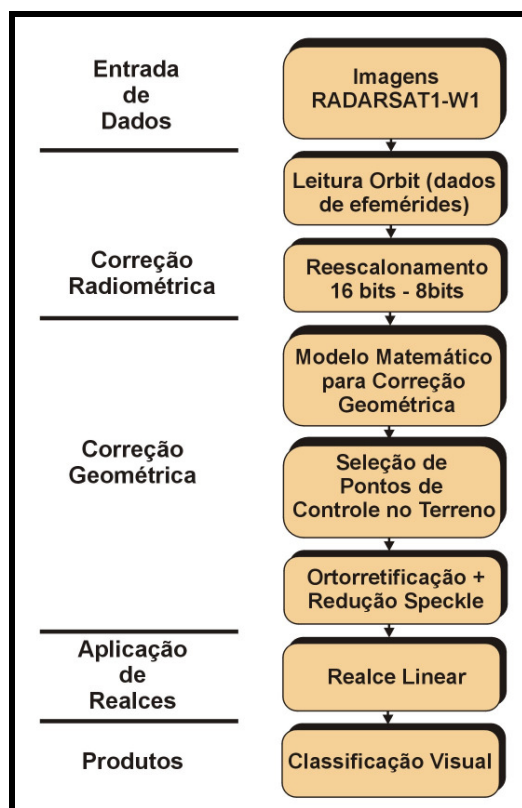 Entrada
de
Dados
Imagens
RADARSAT1-W1
Leitura Orbit (dados
de efemérides)
Correção
Radiométrica
Reescalonamento
16 bits - 8bits
Modelo Matemático
para Correção
Geométrica
Correção
Geométrica
Seleção de
Pontos de
Controle no Terreno
Ortorretificação +
Redução Speckle
Aplicação
de
Realces
Realce Linear
Produtos
Classificação Visual